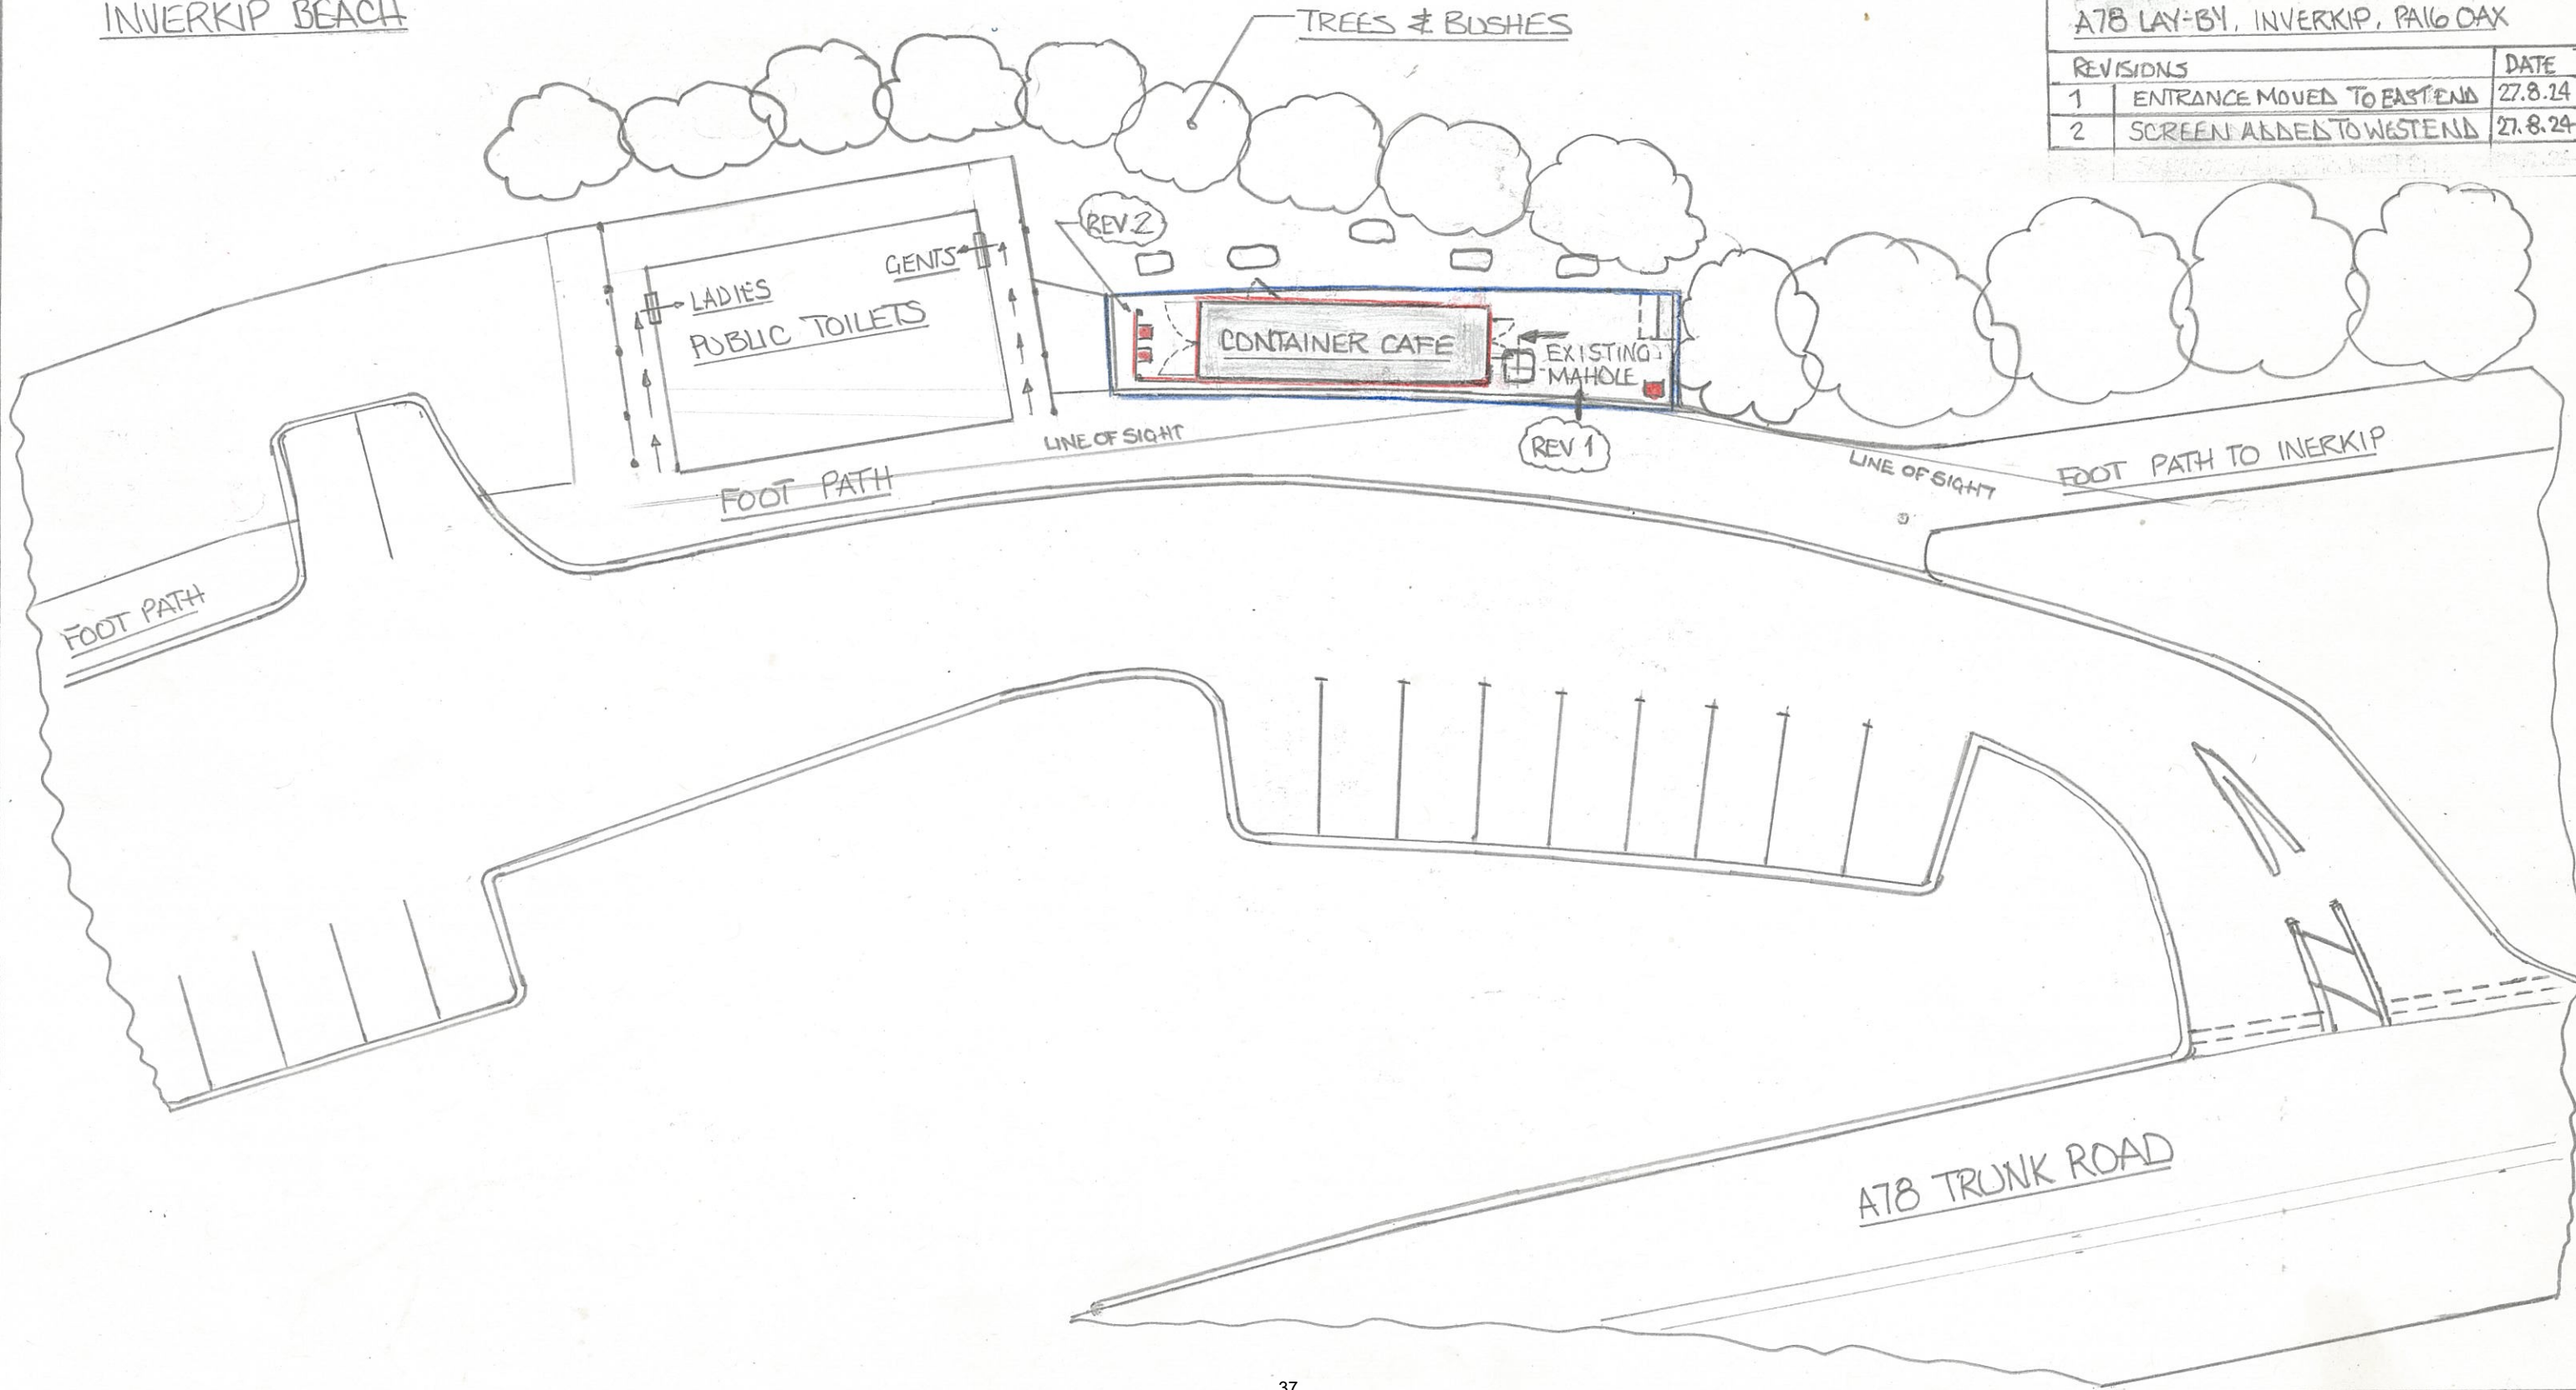 INVERKIP BEACH
TREES & BUSHES
A78 LAY-BY, INVERKIP, PA16 0AX
REVISIONS DATE
1 ENTRANCE MOVED TO EAST END 27.8.24
2 SCREEN ADDED TO WEST END 27.8.24
REV.2
GENTS
LADIES
PUBLIC TOILETS
CONTAINER CAFE
EXISTING
MAHOLE
REV 1
LINE OF SIGHT
LINE OF SIGHT
FOOT PATH TO INERKIP
FOOT PATH
FOOT PATH
A78 TRUNK ROAD
37